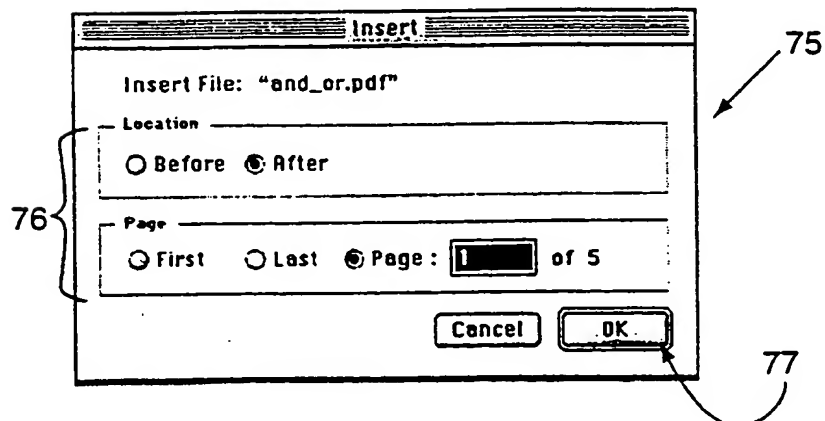 Insert
75
Insert File: "and_or.pdf"
Location
Before After
76
Page
First Last Page: 1 of 5
Cancel OK
77